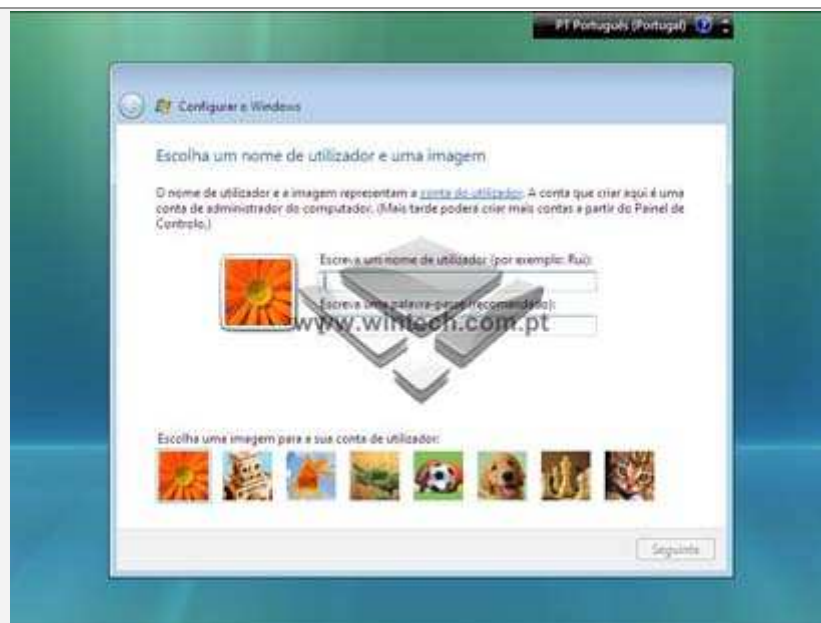 PT Português (Portugal)
Configurar o Windows
Escolha um nome de utilizador e uma imagem
O nome de utilizador e a imagem representam a conta de utilizador. A conta que criar aqui é uma
conta de administrador do computador. (Mais tarde poderá criar mais contas a partir do Painel de
Controlo.)
Escreva um nome de utilizador (por exemplo: Rui):
Escreva uma palavra-passe (recomendado):
www.wintech.com.pt
Escolha uma imagem para a sua conta de utilizador:
Seguinte